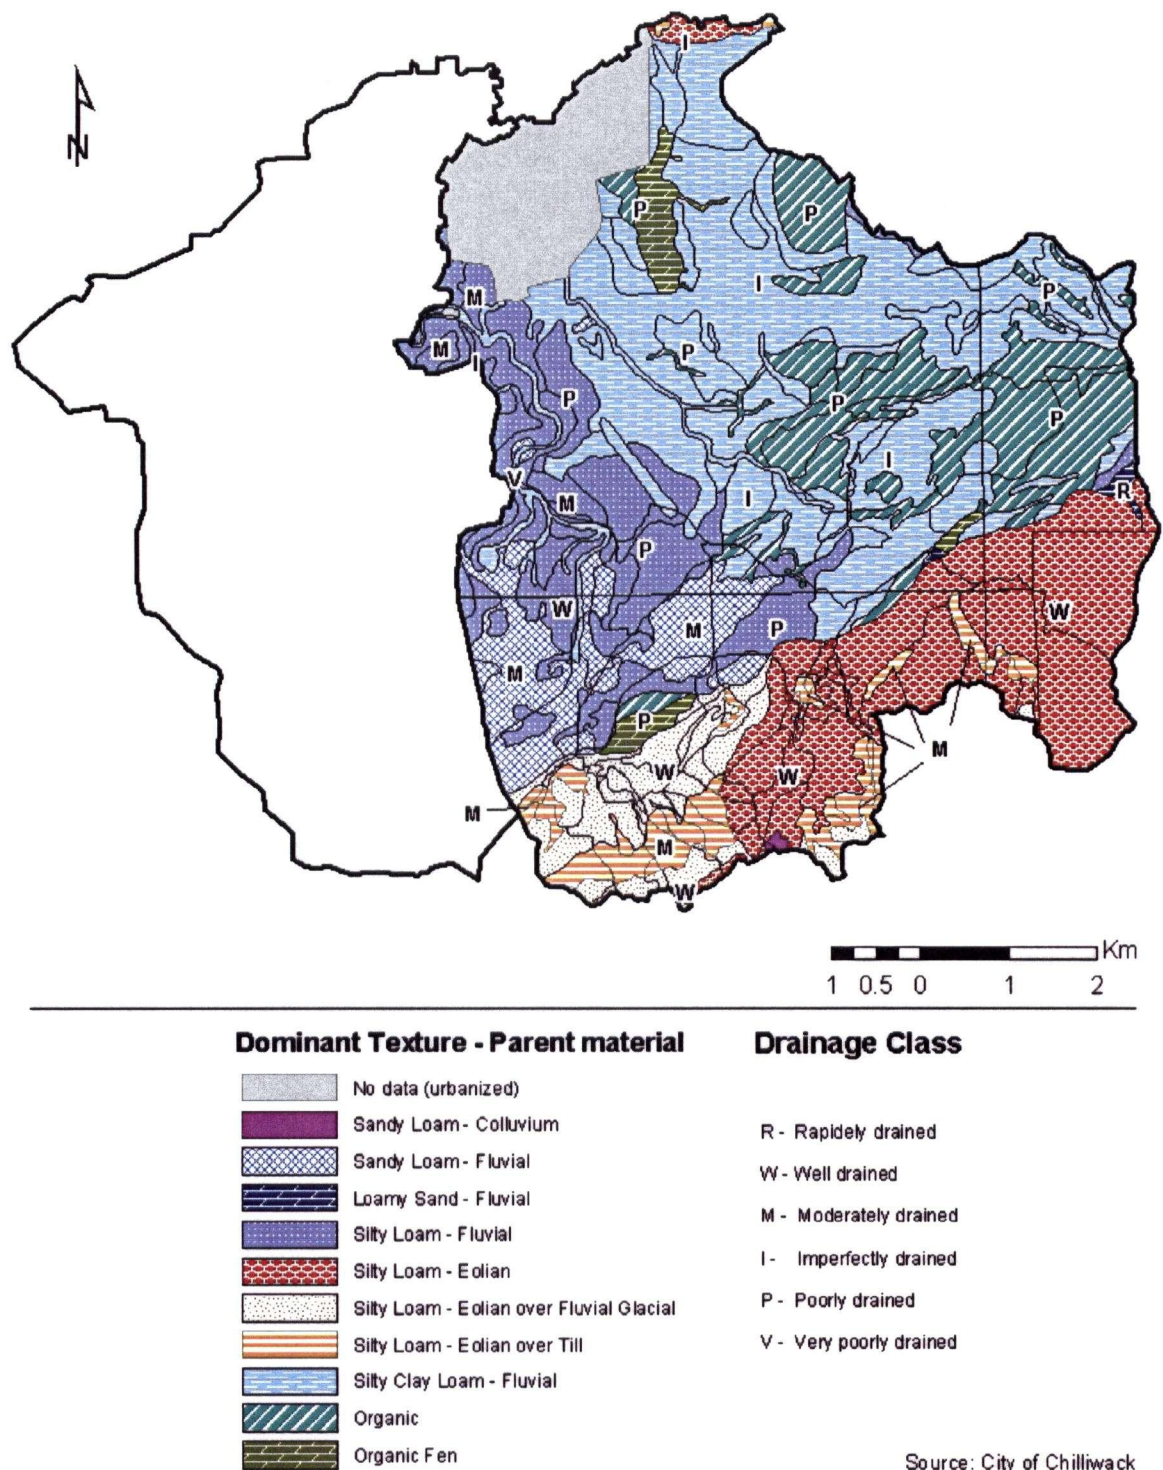 N
I
P
P
I
P
M
M
I
P
P
P
P
I
V
M
I
R
P
W
W
M
P
M
P
W
W
M
M
M
W
Km
1 0.5 0 1 2
Dominant Texture - Parent material
No data (urbanized)
Sandy Loam - Colluvium
Sandy Loam - Fluvial
Loamy Sand - Fluvial
Silty Loam - Fluvial
Silty Loam - Eolian
Silty Loam - Eolian over Fluvial Glacial
Silty Loam - Eolian over Till
Silty Clay Loam - Fluvial
Organic
Organic Fen
Drainage Class
R - Rapidely drained
W - Well drained
M - Moderately drained
I - Imperfectly drained
P - Poorly drained
V - Very poorly drained
Source: City of Chilliwack